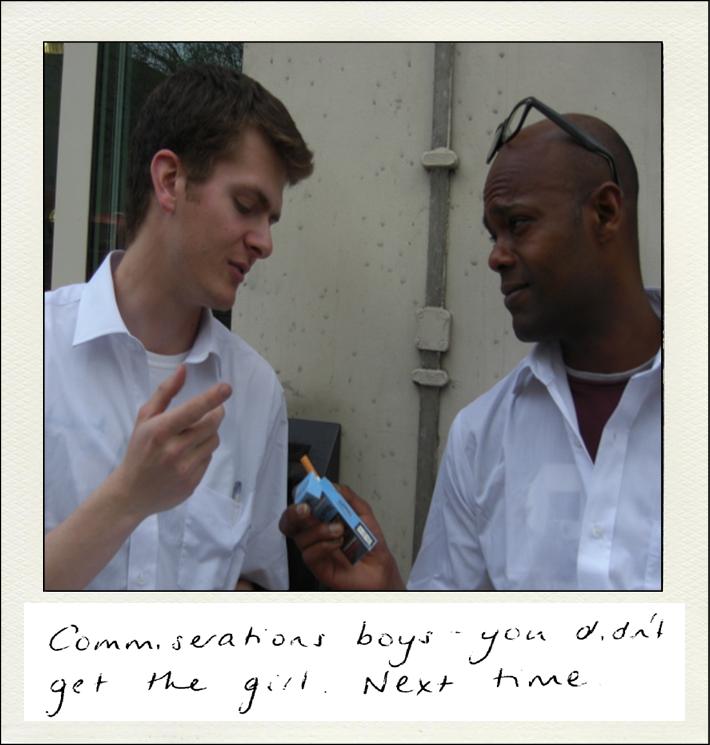 Commiserations boys - you didn't
get the girl. Next time.